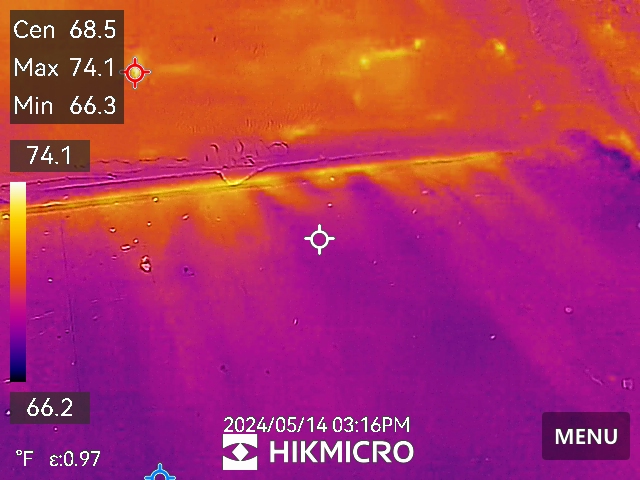 Cen 68.5
Max 74.1
Min 66.3
74.1
66.2
2024/05/14 03:16PM
°F ε:0.97
HIKMICRO
MENU